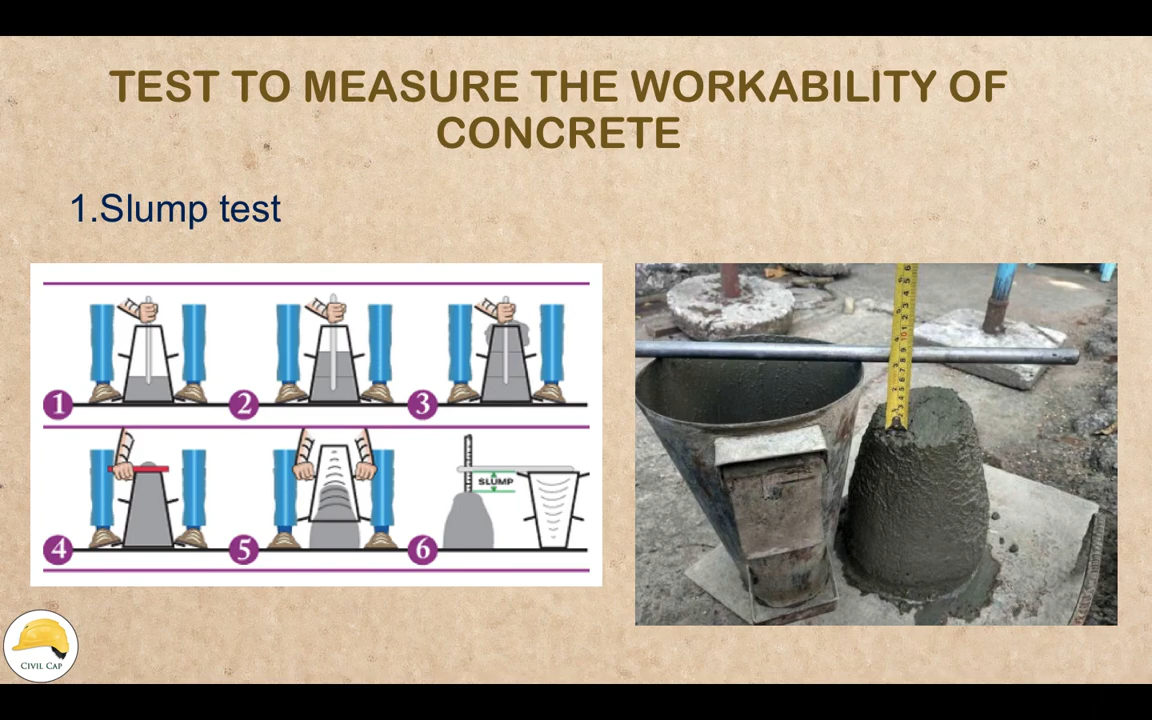 TEST TO MEASURE THE WORKABILITY OF
CONCRETE
1.Slump test
1
2
3
4
5
6
SLUMP
CIVIL CAP